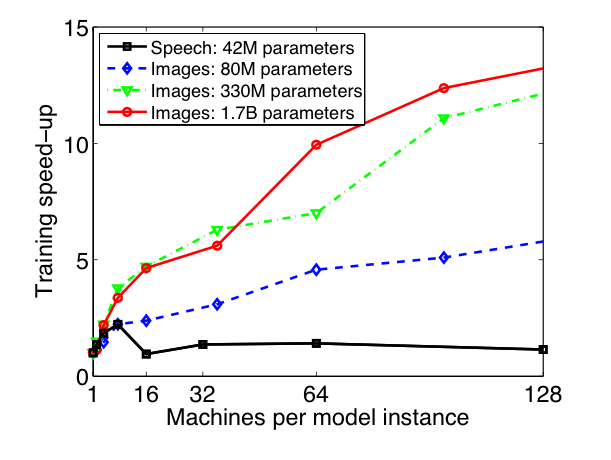 15
Speech: 42M parameters
Images: 80M parameters
Images: 330M parameters
Images: 1.7B parameters
10
5
0
Training speed-up
1 16 32 64 128
Machines per model instance